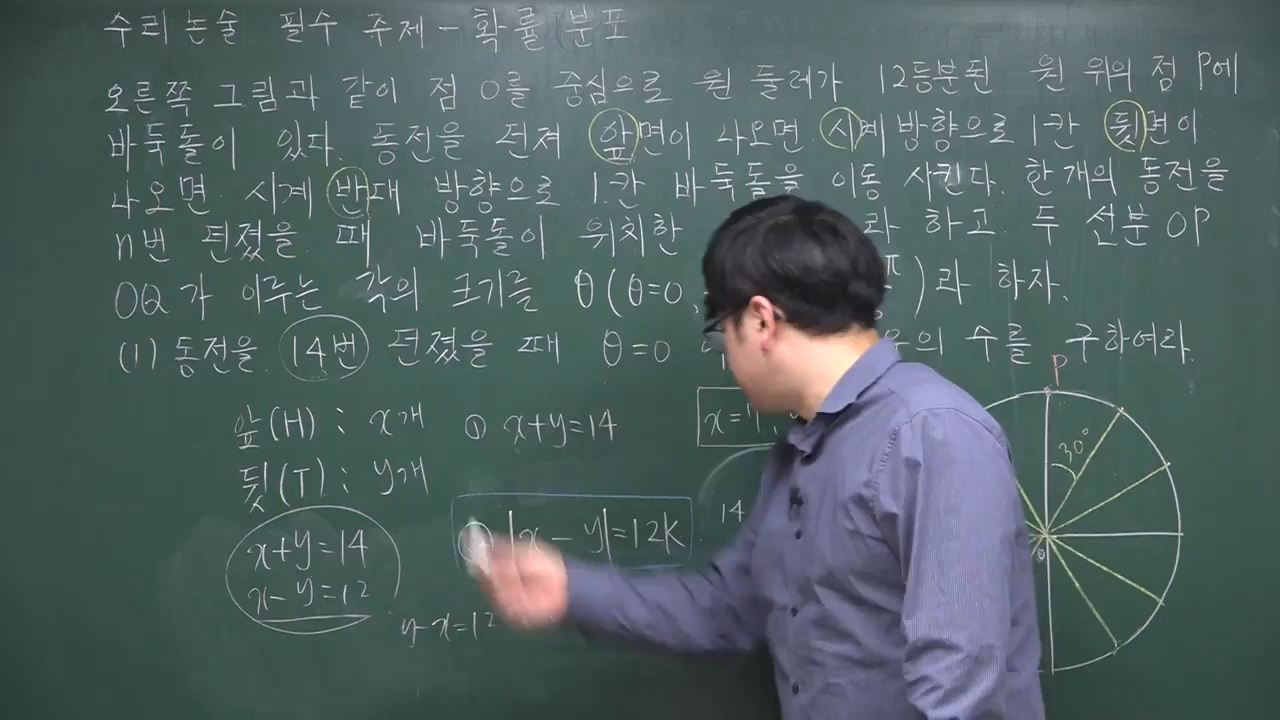 수리논술 필수 주제 - 확률 분포
오른쪽 그림과 같이 점 O를 중심으로 원 둘레가 12등분된 원 위의 점 P에
바둑돌이 있다. 동전을 던져 앞면이 나오면 시계 방향으로 1칸 뒷면이
나오면 시계 반대 방향으로 1칸 바둑돌을 이동 시킨다. 한개의 동전을
n번 던졌을 때 바둑돌이 위치한 라 하고 두 선분 OP
OQ가 이루는 각의 크기를 θ(θ=0, )라 하자.
(1) 동전을 14번 던졌을 때 θ=0 의 수를 구하여라.
앞(H) : x개 ① x+y=14
뒷(T) : y개
x+y=14
x-y=12
|x-y|=12k
y-x=12
x=7,
14
P
30°
O